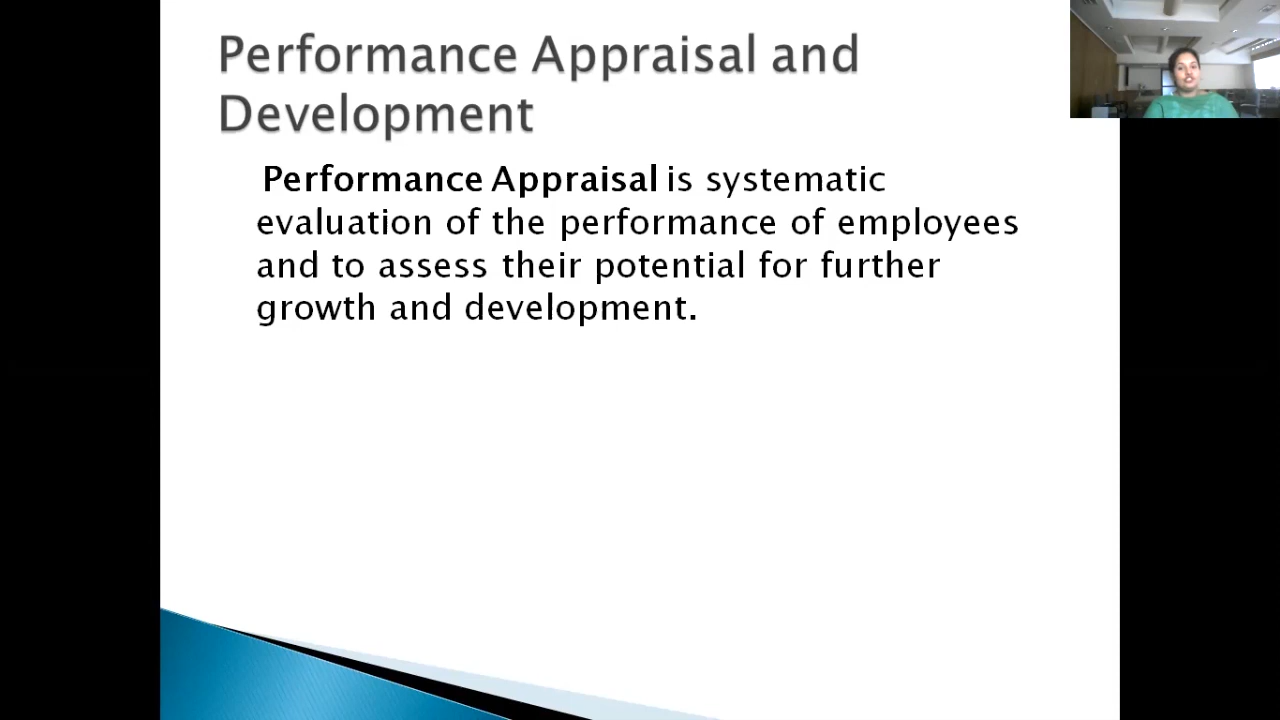 Performance Appraisal and
Development
Performance Appraisal is systematic
evaluation of the performance of employees
and to assess their potential for further
growth and development.